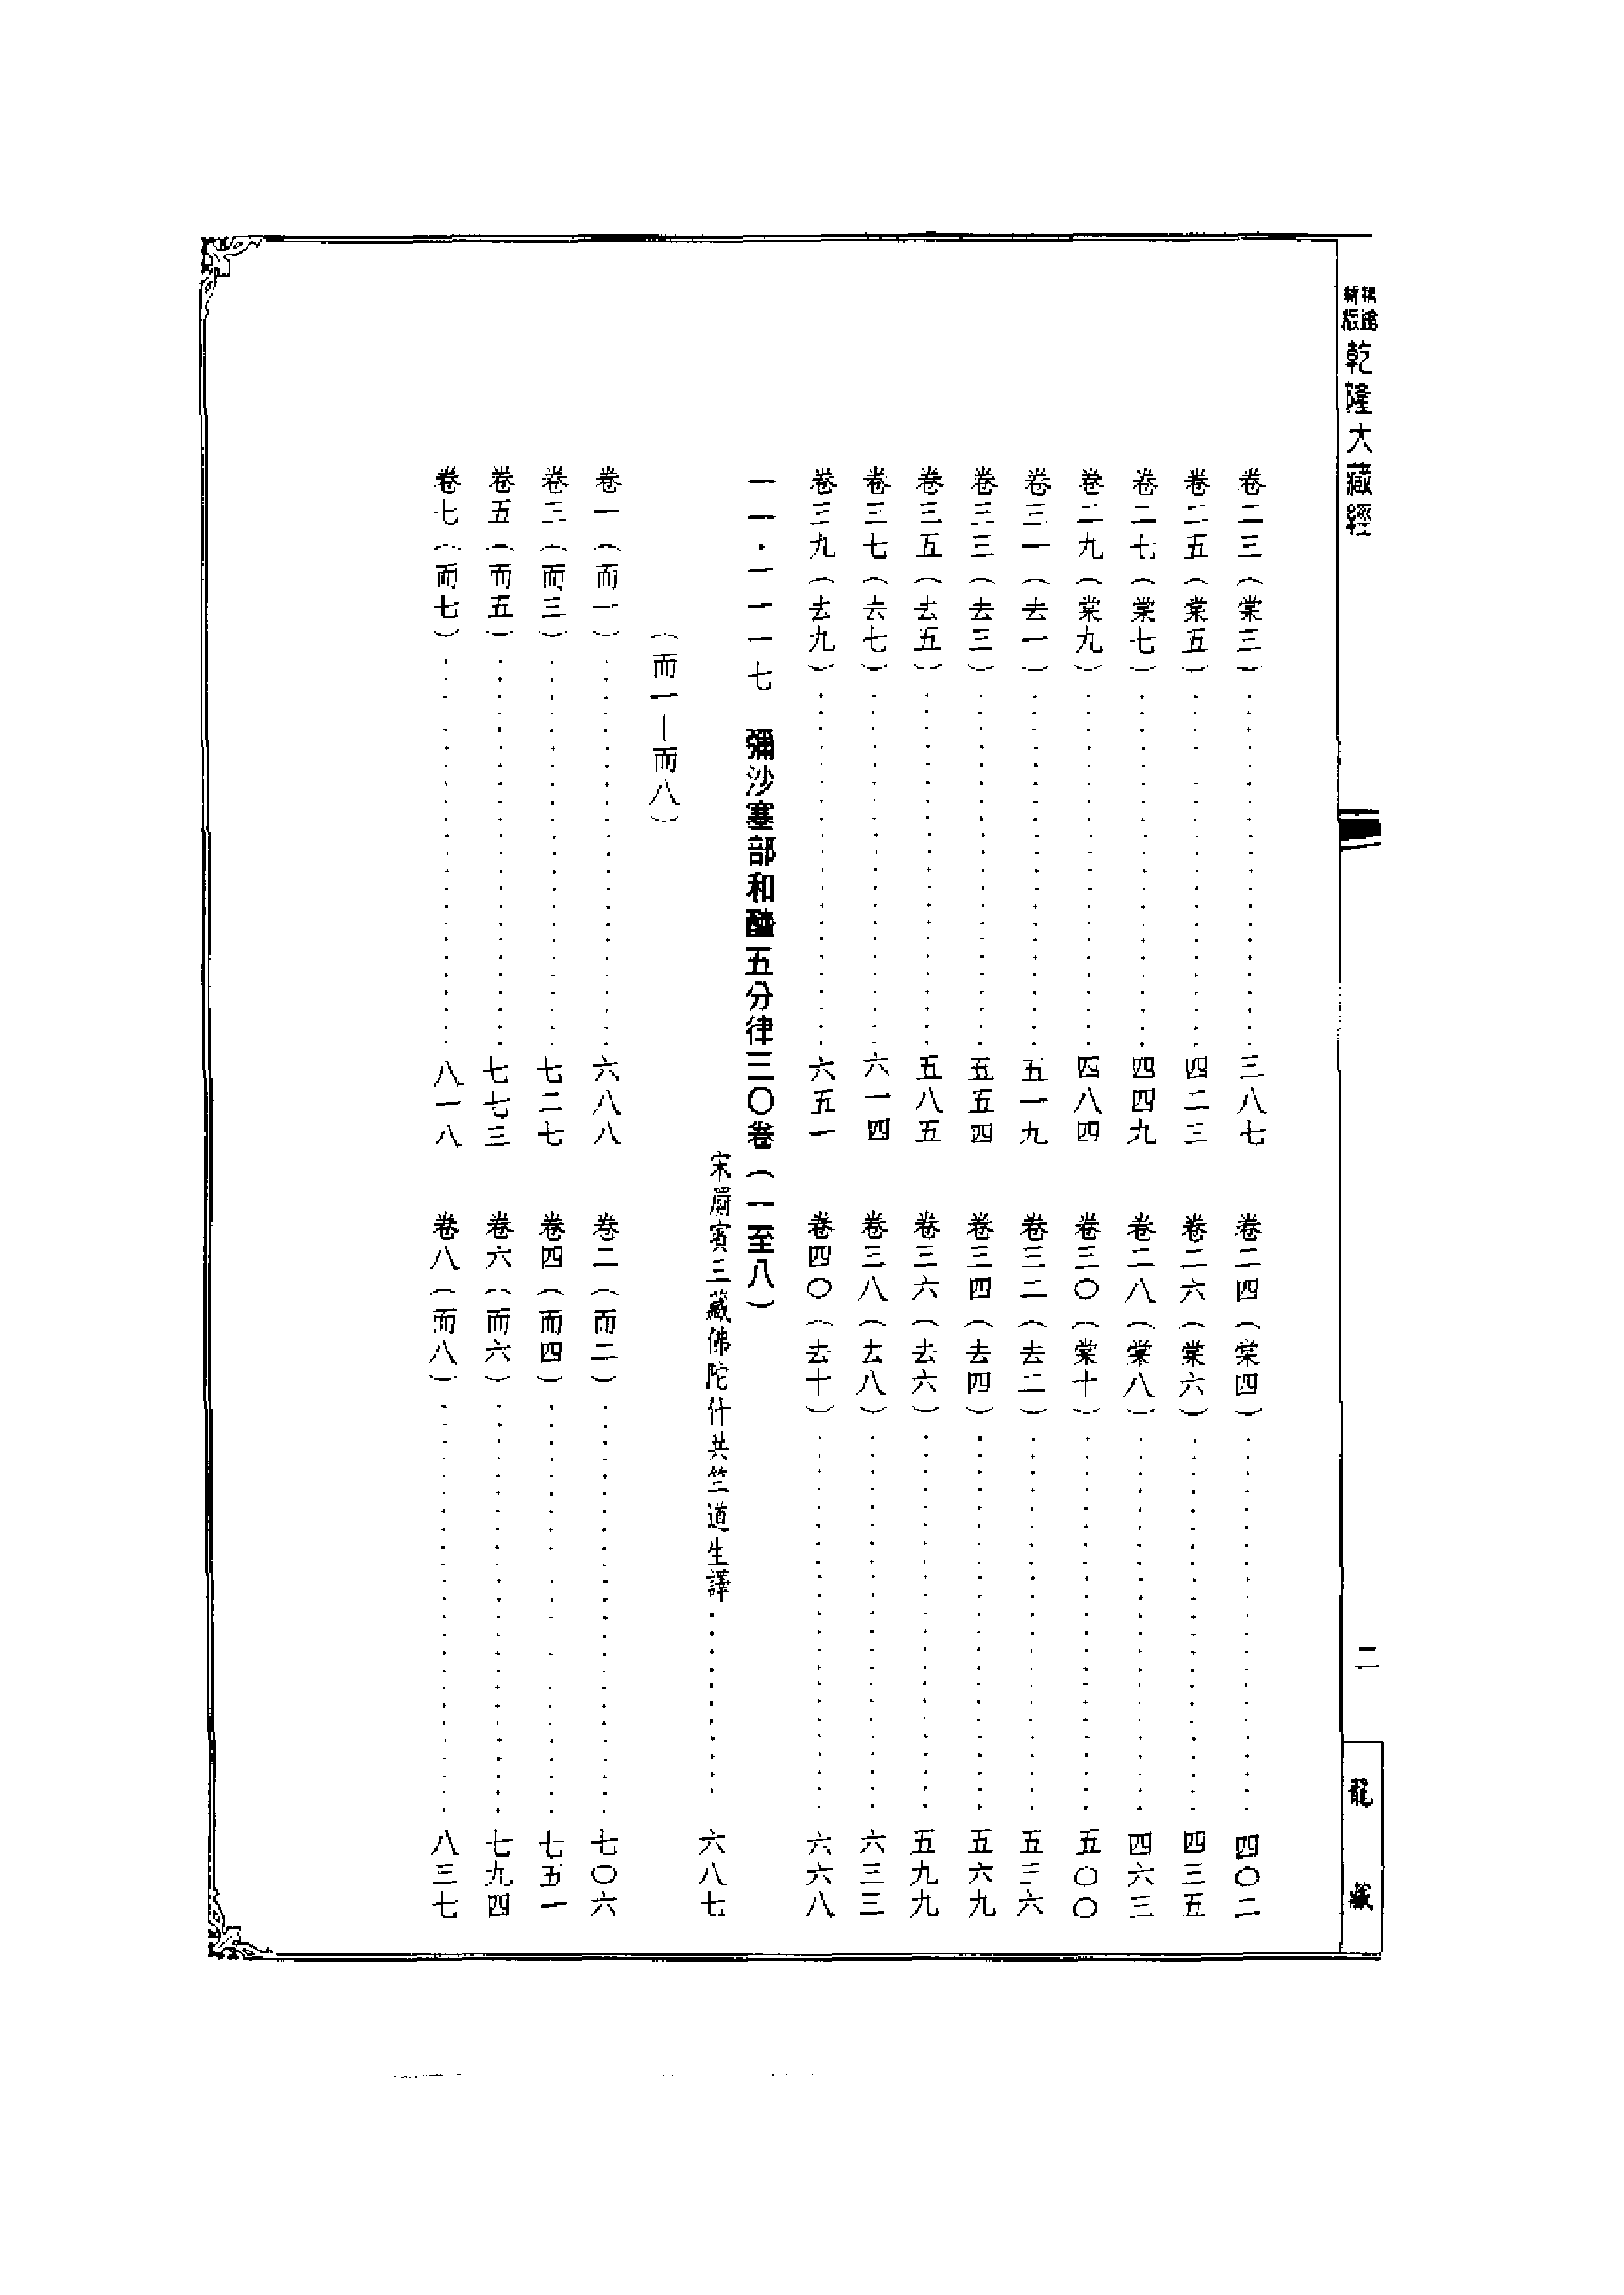 新版
乾隆大藏經
二
龍藏
卷二三(棠三)……三八七 卷二四(棠四)……四〇二
卷二五(棠五)……四二三 卷二六(棠六)……四三五
卷二七(棠七)……四四九 卷二八(棠八)……四六三
卷二九(棠九)……四八四 卷三〇(棠十)……五〇〇
卷三一(去一)……五一九 卷三二(去二)……五三六
卷三三(去三)……五五四 卷三四(去四)……五六九
卷三五(去五)……五八五 卷三六(去六)……五九九
卷三七(去七)……六一四 卷三八(去八)……六三三
卷三九(去九)……六五一 卷四〇(去十)……六六八
一一·一一一七 彌沙塞部和醯五分律三〇卷(一至八)
宋罽賓三藏佛陀什共竺道生譯……六八七
(而一—而八)
卷一(而一)……六八八 卷二(而二)……七〇六
卷三(而三)……七二七 卷四(而四)……七五一
卷五(而五)……七七三 卷六(而六)……七九四
卷七(而七)……八一八 卷八(而八)……八三七